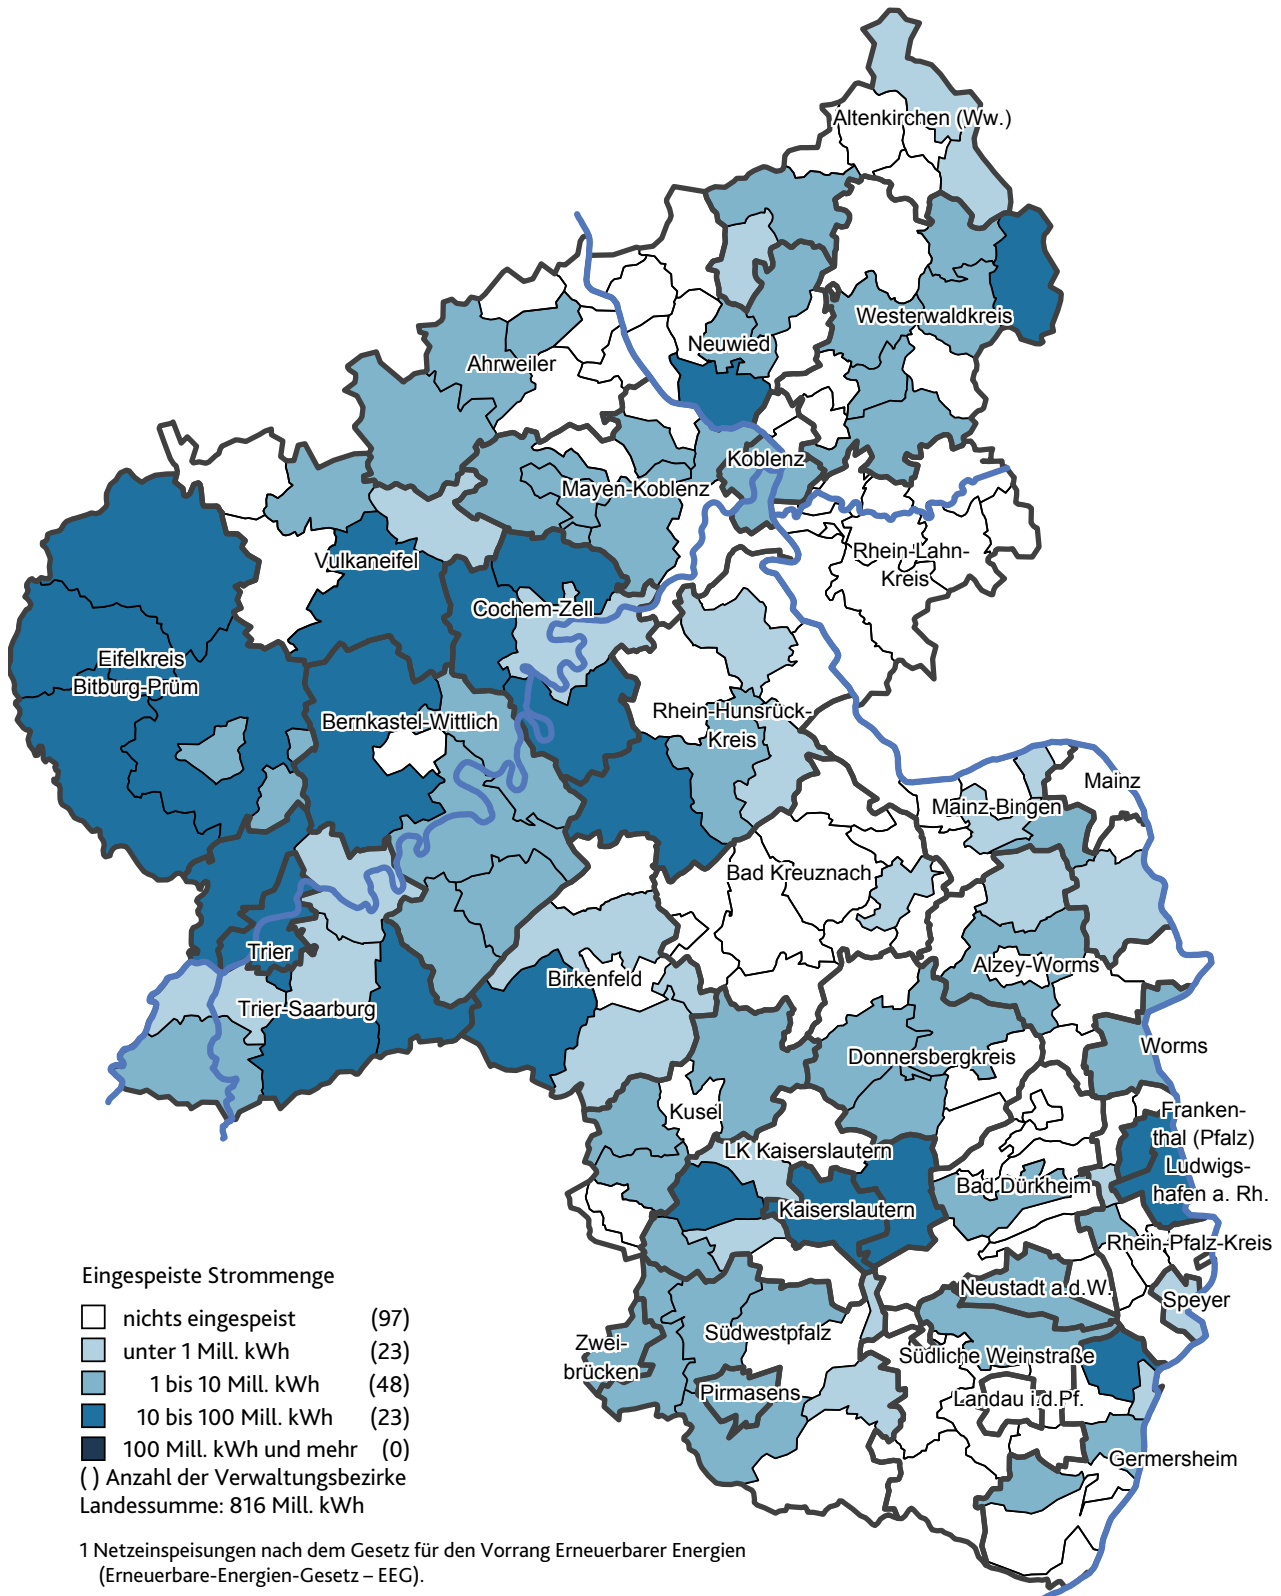 Altenkirchen (Ww.)
Westerwaldkreis
Neuwied
Ahrweiler
Koblenz
Mayen-Koblenz
Rhein-Lahn-
Kreis
Vulkaneifel
Cochem-Zell
Eifelkreis
Bitburg-Prüm
Bernkastel-Wittlich
Rhein-Hunsrück-
Kreis
Mainz
Mainz-Bingen
Bad Kreuznach
Trier
Birkenfeld
Alzey-Worms
Trier-Saarburg
Donnersbergkreis
Worms
Kusel
Franken-
thal (Pfalz)
LK Kaiserslautern
Ludwigs-
hafen a. Rh.
Bad Dürkheim
Kaiserslautern
Rhein-Pfalz-Kreis
Neustadt a.d.W.
Speyer
Südwestpfalz
Zwei-
brücken
Südliche Weinstraße
Pirmasens
Landau i.d.Pf.
Germersheim
Eingespeiste Strommenge
nichts eingespeist (97)
unter 1 Mill. kWh (23)
1 bis 10 Mill. kWh (48)
10 bis 100 Mill. kWh (23)
100 Mill. kWh und mehr (0)
( ) Anzahl der Verwaltungsbezirke
Landessumme: 816 Mill. kWh
1 Netzeinspeisungen nach dem Gesetz für den Vorrang Erneuerbarer Energien
(Erneuerbare-Energien-Gesetz – EEG).